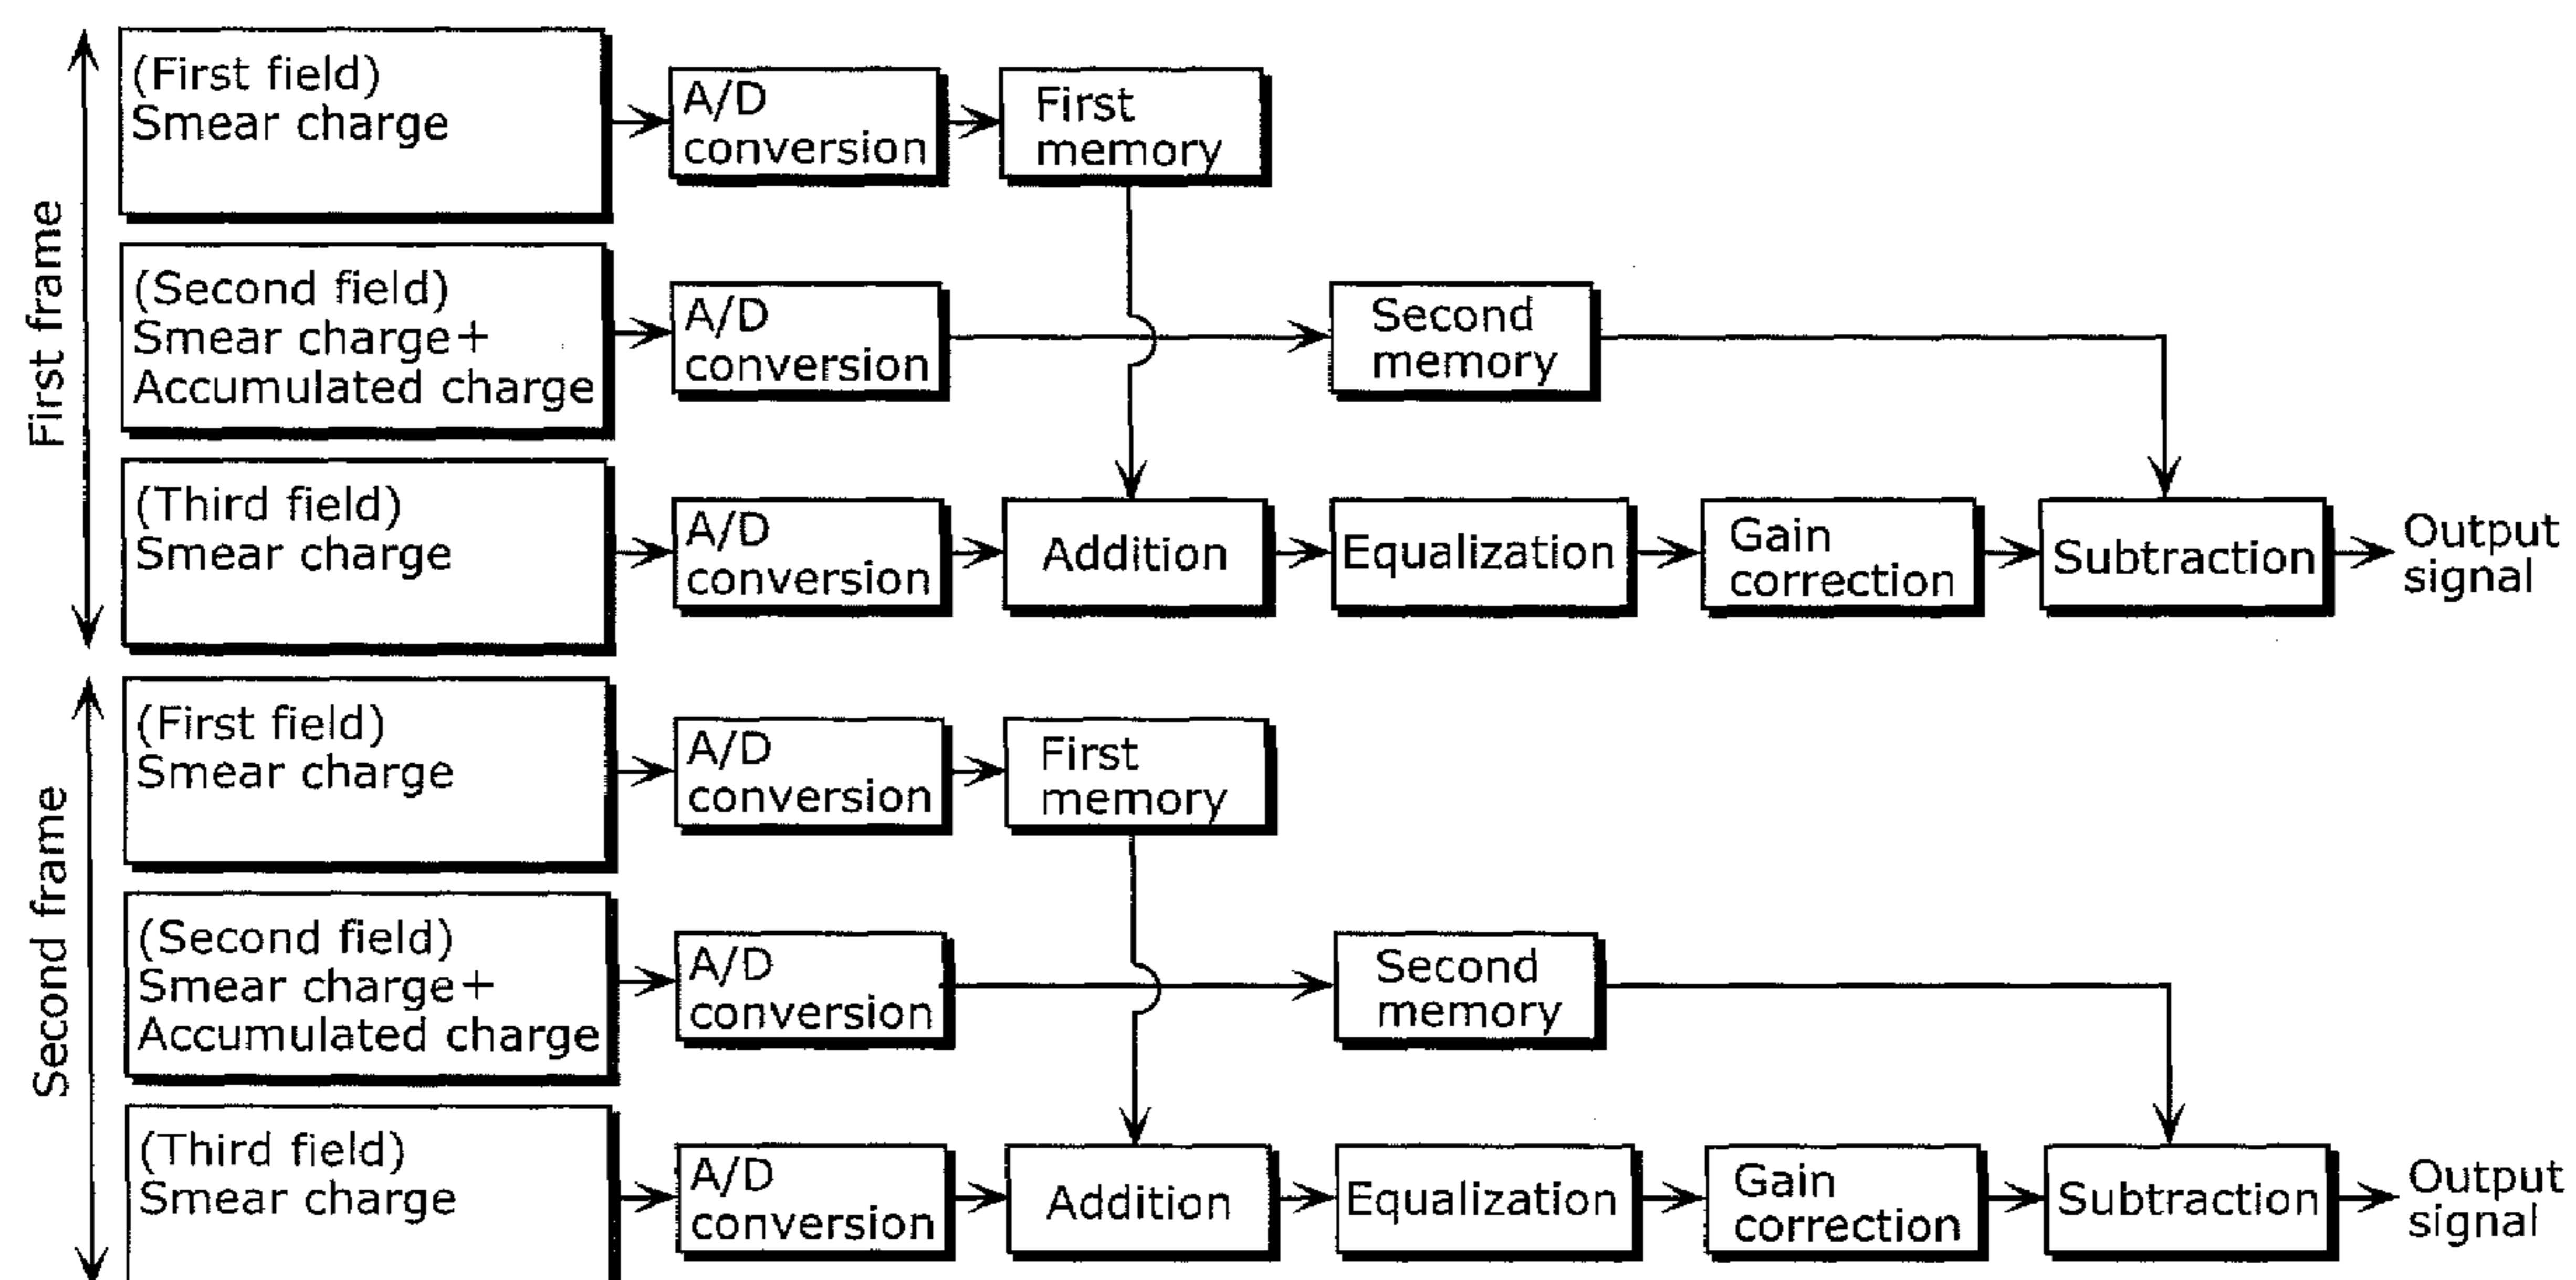 First frame
(First field)
Smear charge
A/D
conversion
First
memory
(Second field)
Smear charge+
Accumulated charge
A/D
conversion
Second
memory
(Third field)
Smear charge
A/D
conversion
Addition
Equalization
Gain
correction
Subtraction
Output
signal
Second frame
(First field)
Smear charge
A/D
conversion
First
memory
(Second field)
Smear charge+
Accumulated charge
A/D
conversion
Second
memory
(Third field)
Smear charge
A/D
conversion
Addition
Equalization
Gain
correction
Subtraction
Output
signal